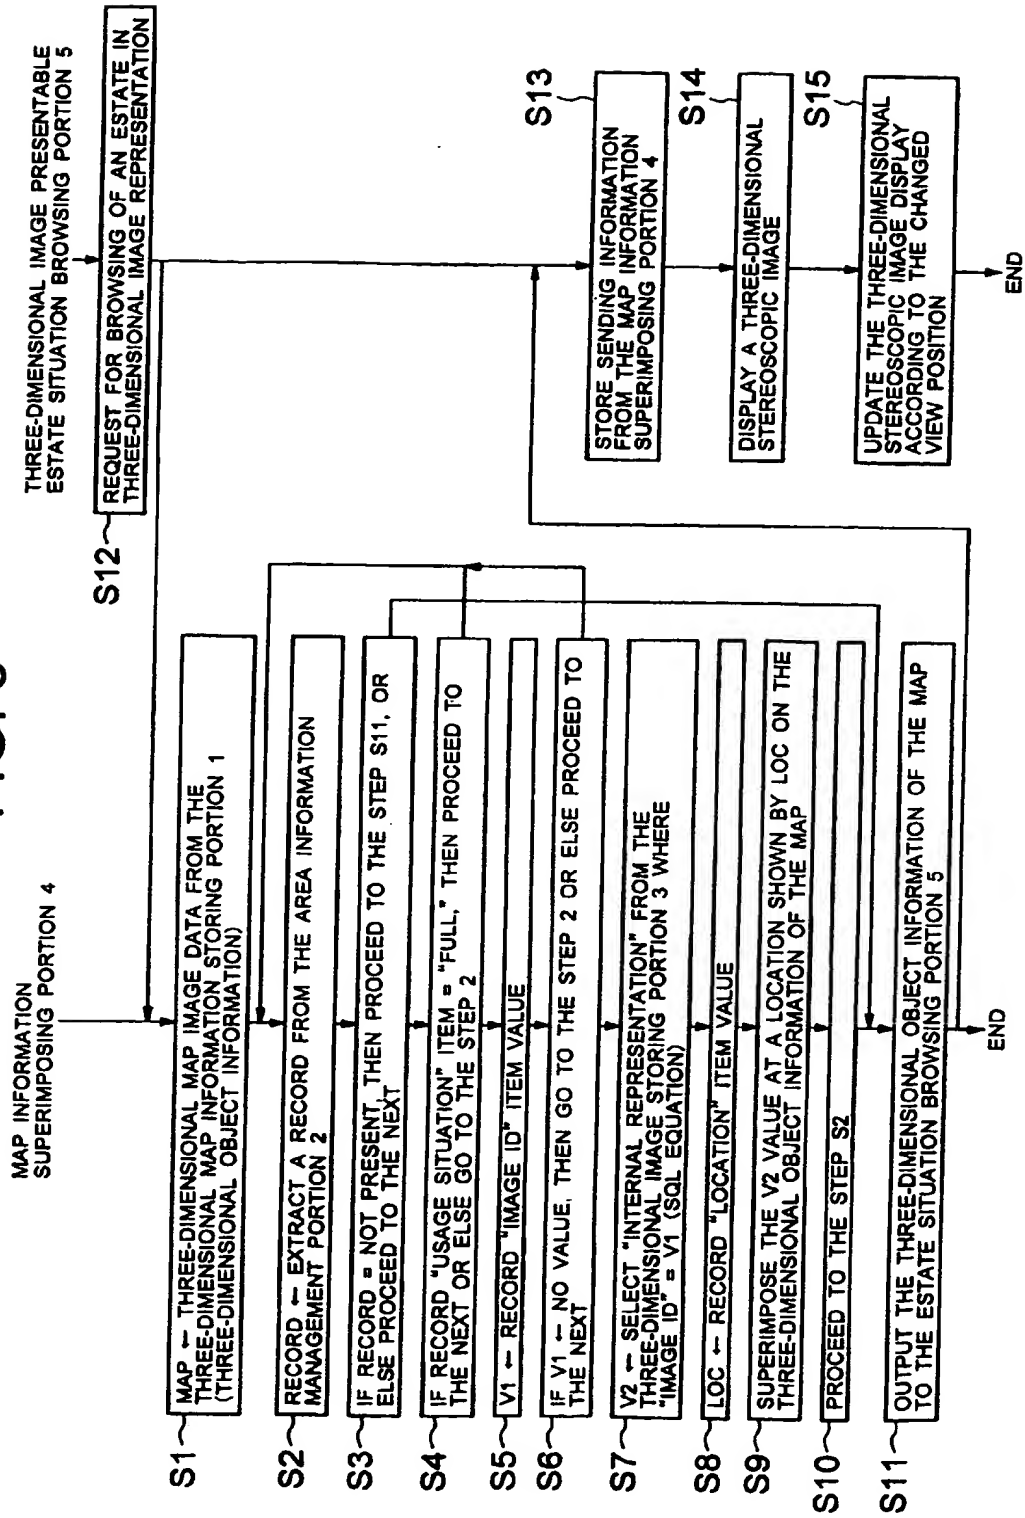 MAP INFORMATION
SUPERIMPOSING PORTION 4
S1
MAP ← THREE-DIMENSIONAL MAP IMAGE DATA FROM THE
THREE-DIMENSIONAL MAP INFORMATION STORING PORTION 1
(THREE-DIMENSIONAL OBJECT INFORMATION)
S2
RECORD ← EXTRACT A RECORD FROM THE AREA INFORMATION
MANAGEMENT PORTION 2
S3
IF RECORD = NOT PRESENT, THEN PROCEED TO THE STEP S11, OR
ELSE PROCEED TO THE NEXT
S4
IF RECORD "USAGE SITUATION" ITEM = "FULL," THEN PROCEED TO
THE NEXT OR ELSE GO TO THE STEP 2
S5
V1 ← RECORD "IMAGE ID" ITEM VALUE
S6
IF V1 ← NO VALUE, THEN GO TO THE STEP 2 OR ELSE PROCEED TO
THE NEXT
S7
V2 ← SELECT "INTERNAL REPRESENTATION" FROM THE
THREE-DIMENSIONAL IMAGE STORING PORTION 3 WHERE
"IMAGE ID" = V1 (SQL EQUATION)
S8
LOC ← RECORD "LOCATION" ITEM VALUE
S9
SUPERIMPOSE THE V2 VALUE AT A LOCATION SHOWN BY LOC ON THE
THREE-DIMENSIONAL OBJECT INFORMATION OF THE MAP
S10
PROCEED TO THE STEP S2
S11
OUTPUT THE THREE-DIMENSIONAL OBJECT INFORMATION OF THE MAP
TO THE ESTATE SITUATION BROWSING PORTION 5
END
THREE-DIMENSIONAL IMAGE PRESENTABLE
ESTATE SITUATION BROWSING PORTION 5
S12
REQUEST FOR BROWSING OF AN ESTATE IN
THREE-DIMENSIONAL IMAGE REPRESENTATION
S13
STORE SENDING INFORMATION
FROM THE MAP INFORMATION
SUPERIMPOSING PORTION 4
S14
DISPLAY A THREE-DIMENSIONAL
STEREOSCOPIC IMAGE
S15
UPDATE THE THREE-DIMENSIONAL
STEREOSCOPIC IMAGE DISPLAY
ACCORDING TO THE CHANGED
VIEW POSITION
END